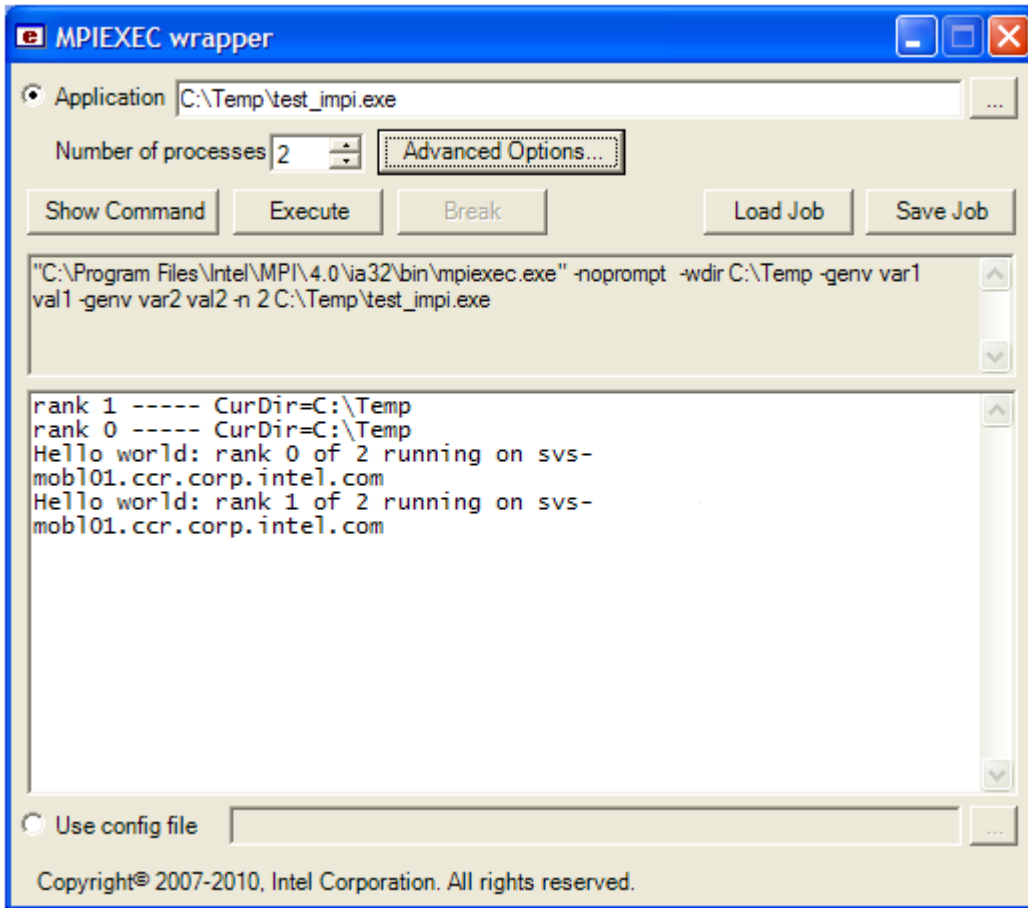 MPIEXEC wrapper
Application C:\Temp\test_impi.exe ...
Number of processes 2 Advanced Options...
Show Command Execute Break Load Job Save Job
"C:\Program Files\Intel\MPI\4.0\ia32\bin\mpiexec.exe" -noprompt  -wdir C:\Temp -genv var1
val1 -genv var2 val2 -n 2 C:\Temp\test_impi.exe
rank 1 ----- CurDir=C:\Temp
rank 0 ----- CurDir=C:\Temp
Hello world: rank 0 of 2 running on svs-
mobl01.ccr.corp.intel.com
Hello world: rank 1 of 2 running on svs-
mobl01.ccr.corp.intel.com
Use config file ...
Copyright© 2007-2010, Intel Corporation. All rights reserved.